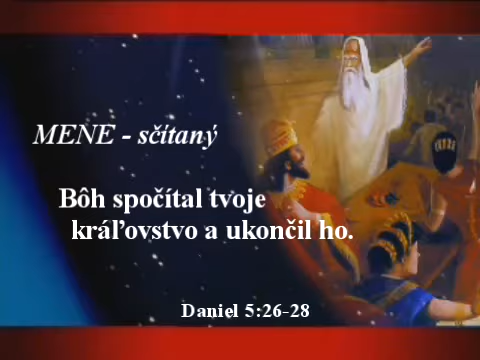 MENE - sčítaný
Bôh spočítal tvoje
kráľovstvo a ukončil ho.
Daniel 5:26-28